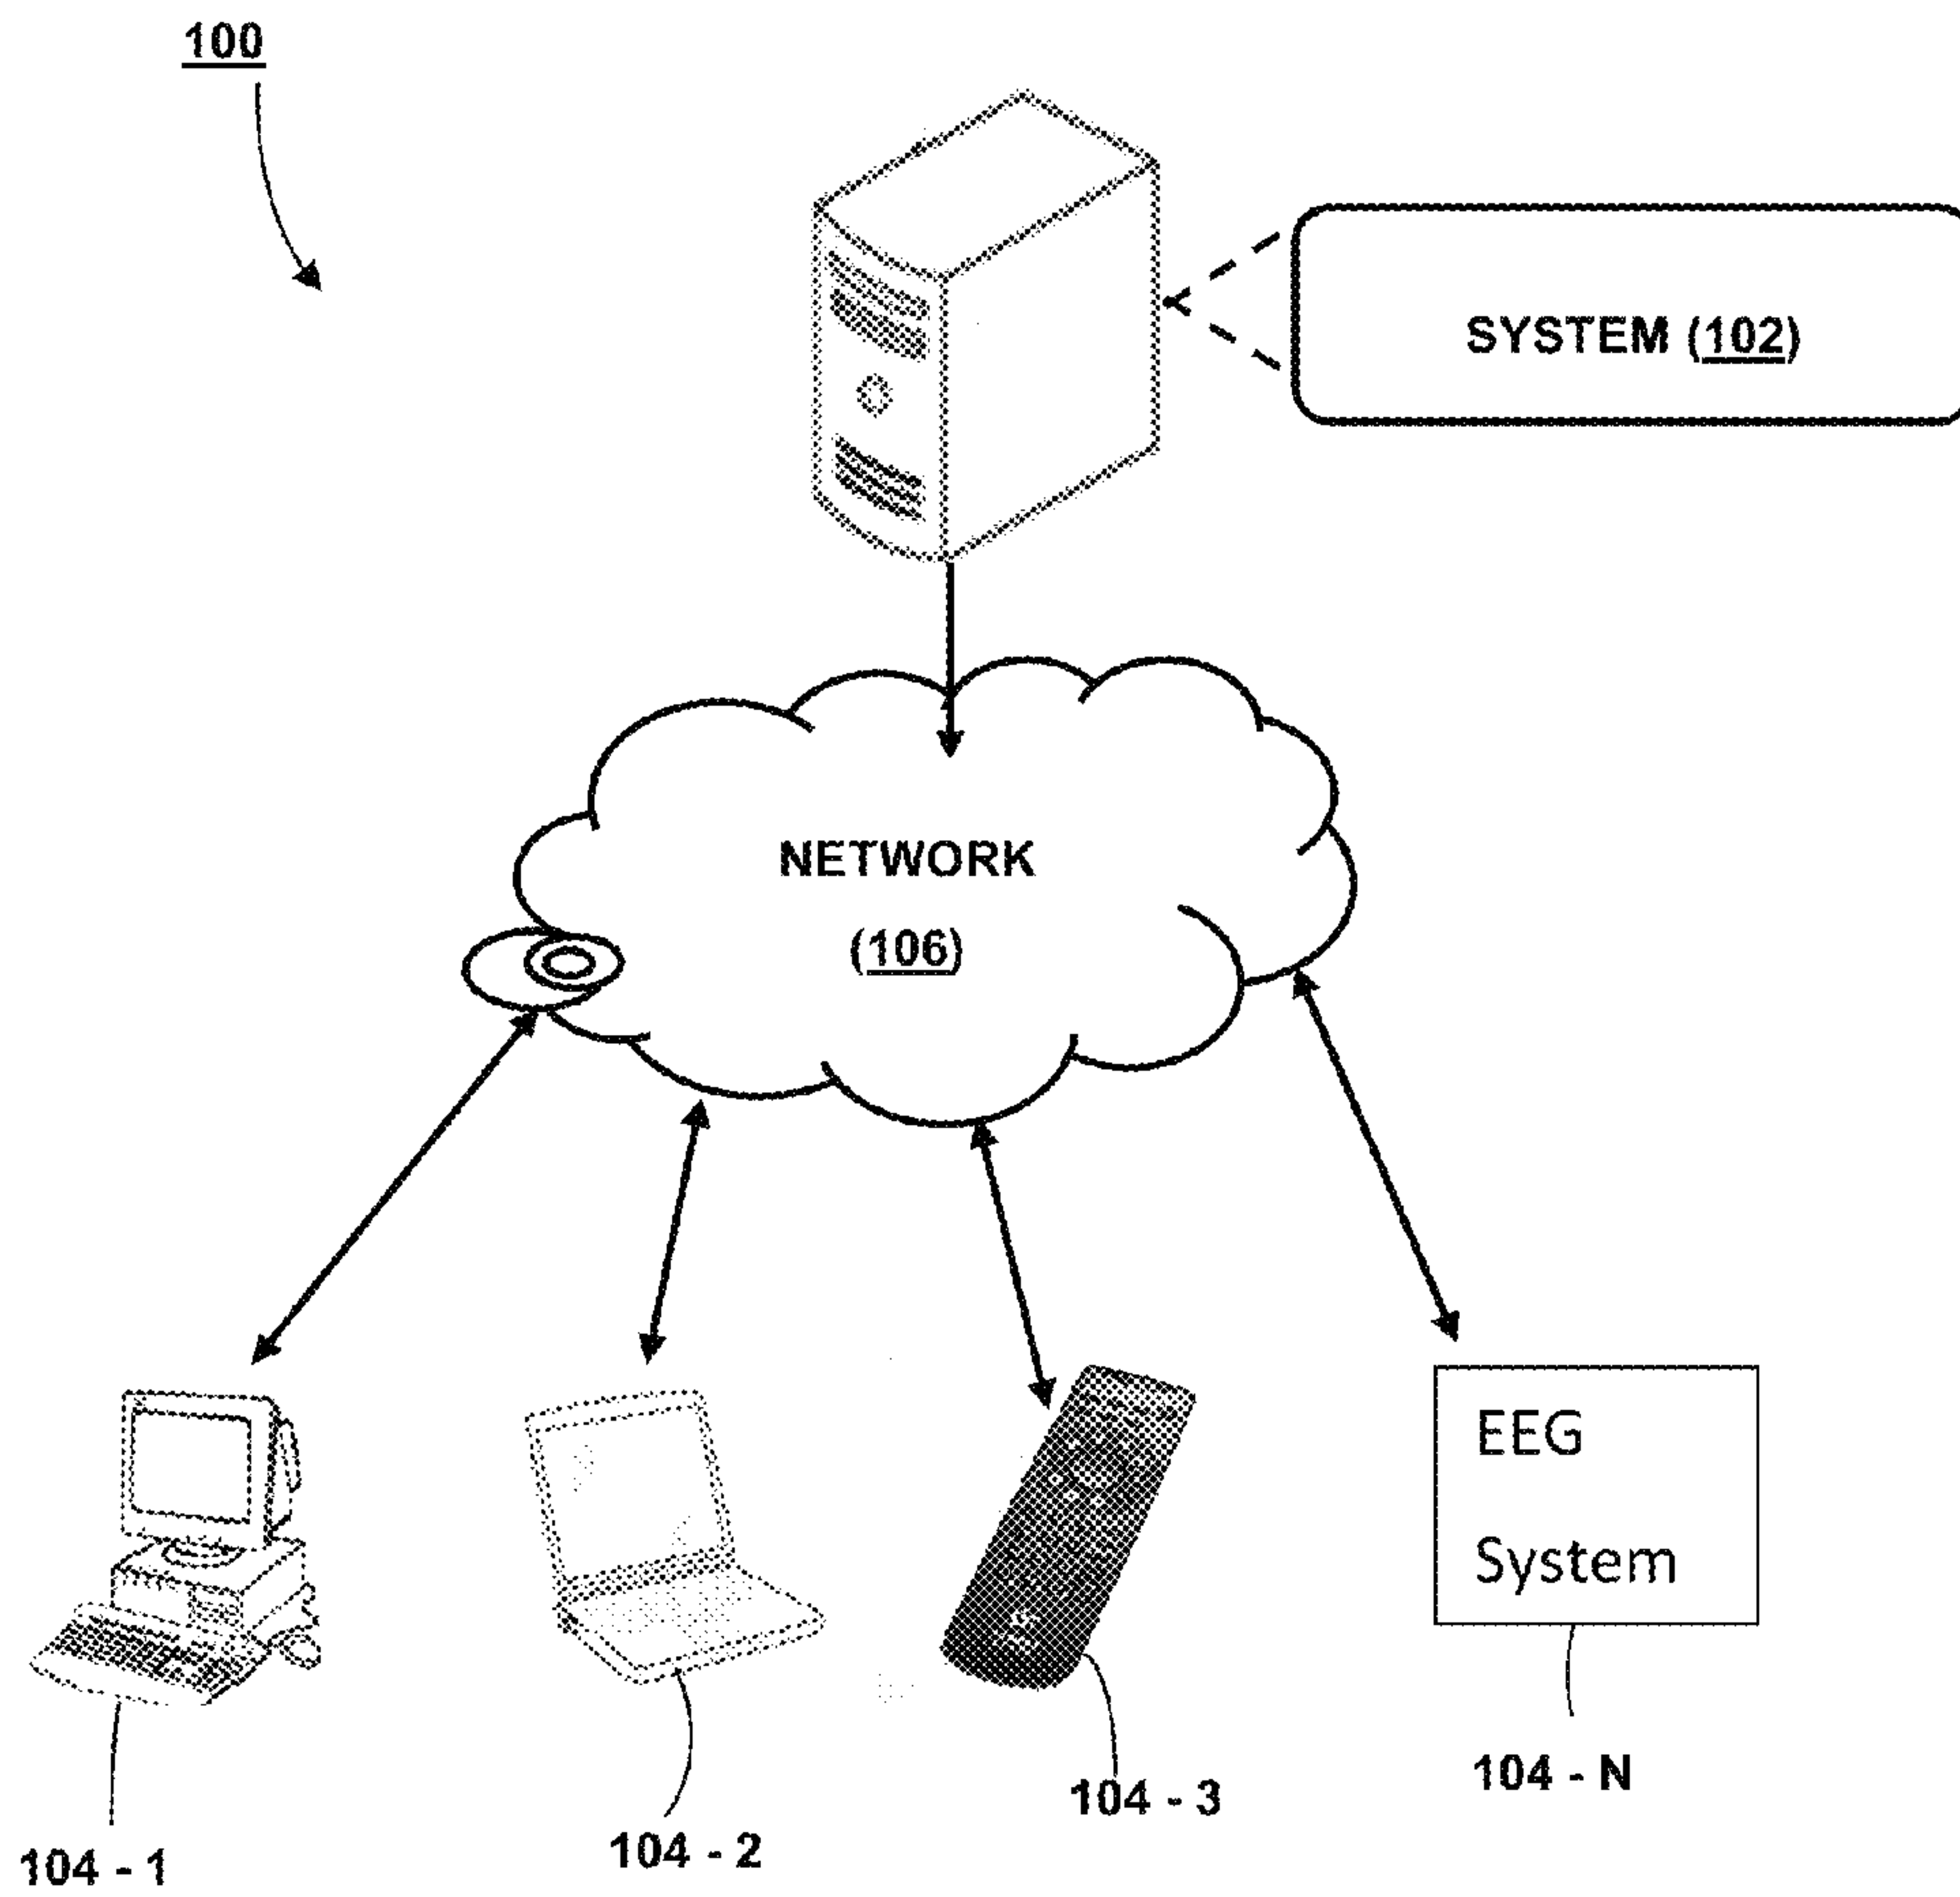 100
SYSTEM (102)
NETWORK
(106)
EEG
System
104 - N
104 - 3
104 - 2
104 - 1